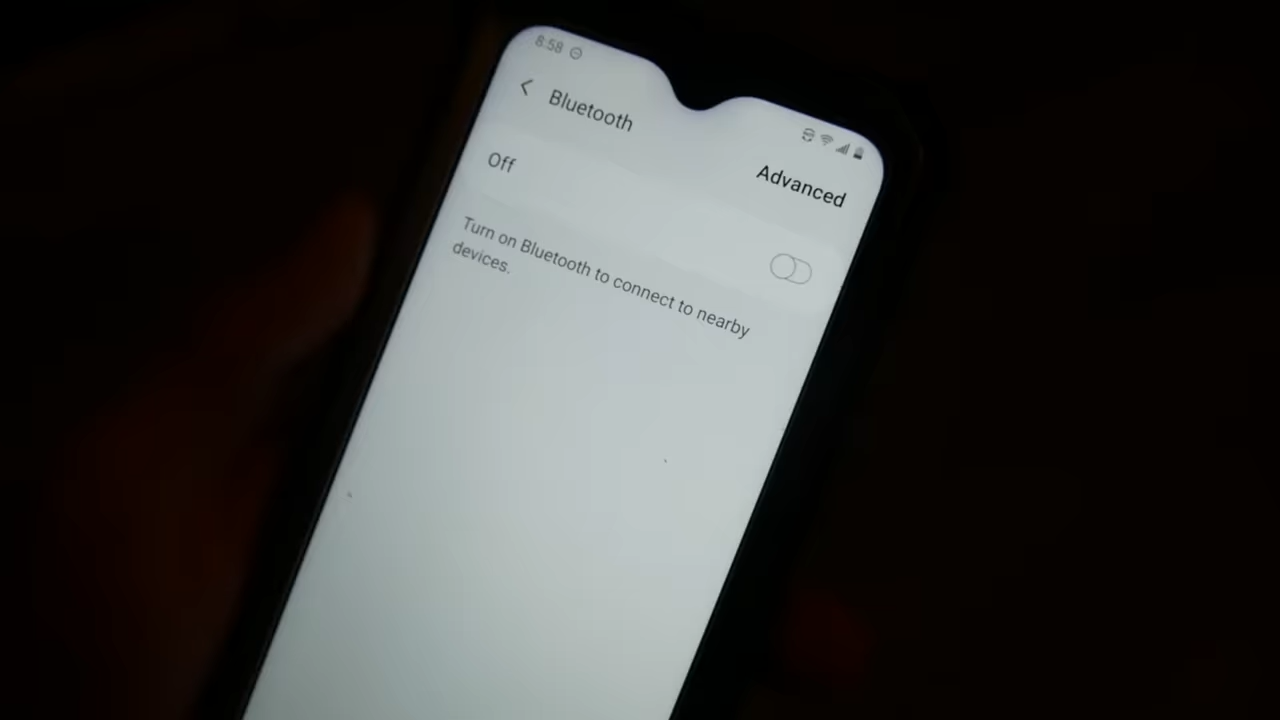 8:58
Bluetooth
Advanced
Off
Turn on Bluetooth to connect to nearby
devices.